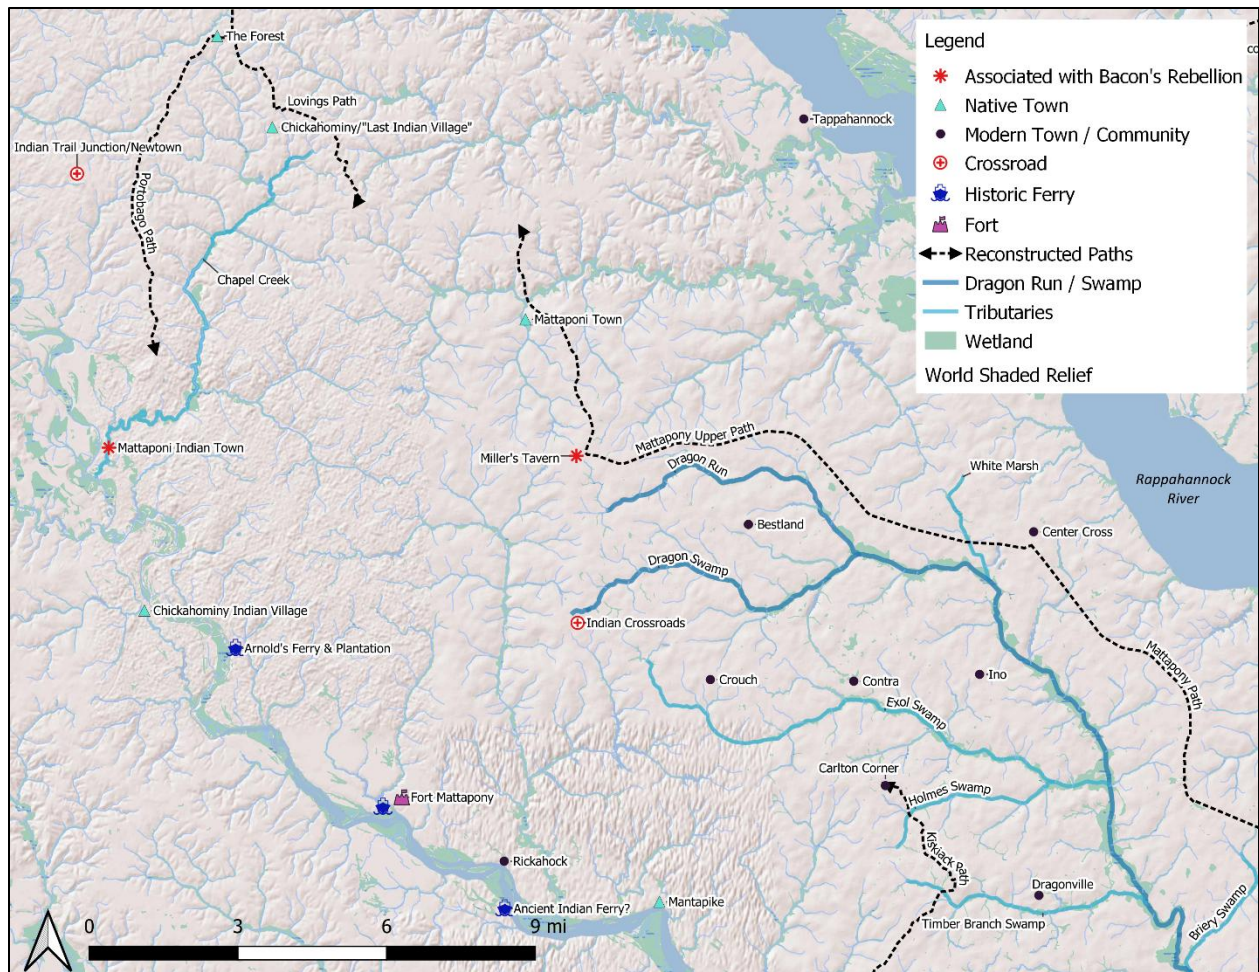 The Forest
Lovings Path
Chickahominy/"Last Indian Village"
Indian Trail Junction/Newtown
Portobago Path
Chapel Creek
Tappahannock
Legend
Associated with Bacon's Rebellion
Native Town
Modern Town / Community
Crossroad
Historic Ferry
Fort
Reconstructed Paths
Dragon Run / Swamp
Tributaries
Wetland
World Shaded Relief
Mattaponi Town
Mattaponi Indian Town
Miller's Tavern
Mattapony Upper Path
Dragon Run
White Marsh
Rappahannock
River
Bestland
Center Cross
Dragon Swamp
Chickahominy Indian Village
Indian Crossroads
Arnold's Ferry & Plantation
Crouch
Contra
Ino
Mattapony Path
Exol Swamp
Carlton Corner
Holmes Swamp
Fort Mattapony
Kiskiack Path
Rickahock
Dragonville
Ancient Indian Ferry?
Mantapike
Timber Branch Swamp
Briery Swamp
0 3 6 9 mi